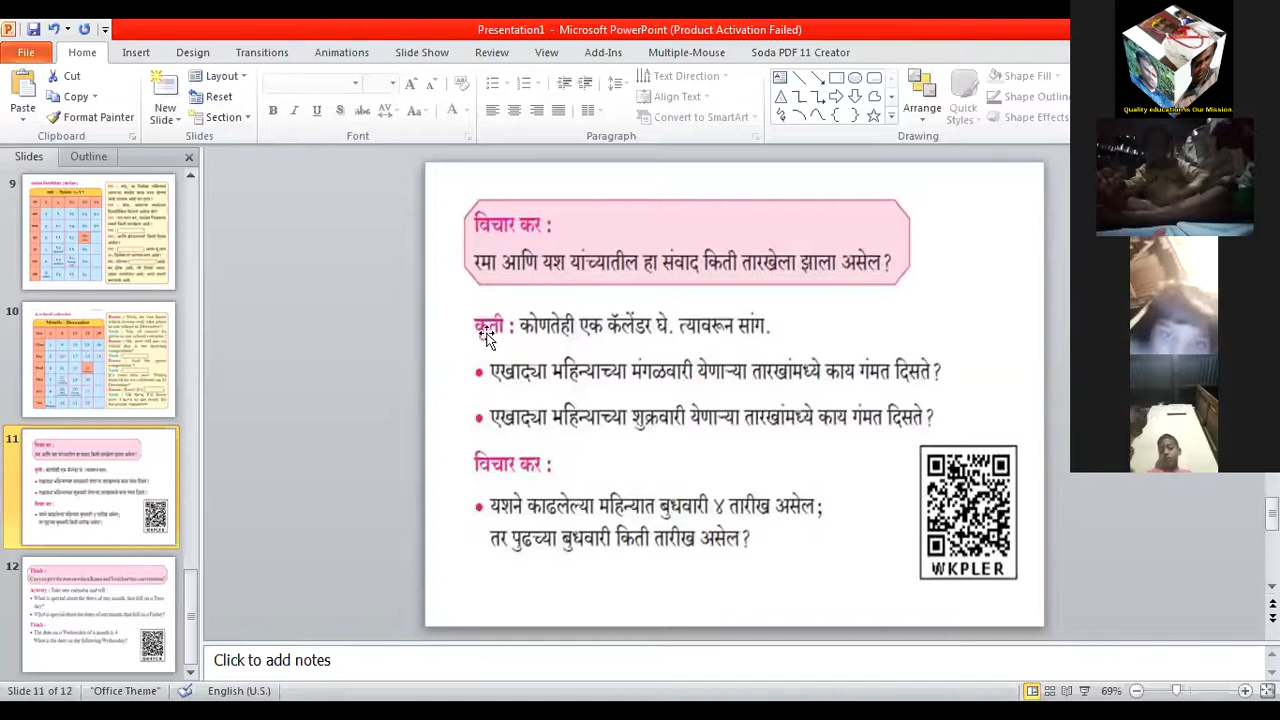 Presentation1 - Microsoft PowerPoint (Product Activation Failed)
File Home Insert Design Transitions Animations Slide Show Review View Add-Ins Multiple-Mouse Soda PDF 11 Creator
Cut
Copy
Format Painter
Paste
Clipboard
New Slide
Layout
Reset
Section
Slides
Font
Text Direction
Align Text
Convert to SmartArt
Paragraph
Arrange
Quick Styles
Shape Fill
Shape Outlin
Shape Effects
Drawing
Quality education is Our Mission
Slides Outline
9
10
11
12
विचार कर :
रमा आणि यश यांच्यातील हा संवाद किती तारखेला झाला असेल?
कृती : कोणतेही एक कॅलेंडर घे. त्यावरून सांग.
• एखाद्या महिन्याच्या मंगळवारी येणाऱ्या तारखांमध्ये काय गंमत दिसते?
• एखाद्या महिन्याच्या शुक्रवारी येणाऱ्या तारखांमध्ये काय गंमत दिसते?
विचार कर :
• यशने काढलेल्या महिन्यात बुधवारी ४ तारीख असेल;
तर पुढच्या बुधवारी किती तारीख असेल?
WKPLER
Click to add notes
Slide 11 of 12 "Office Theme" English (U.S.) 69%